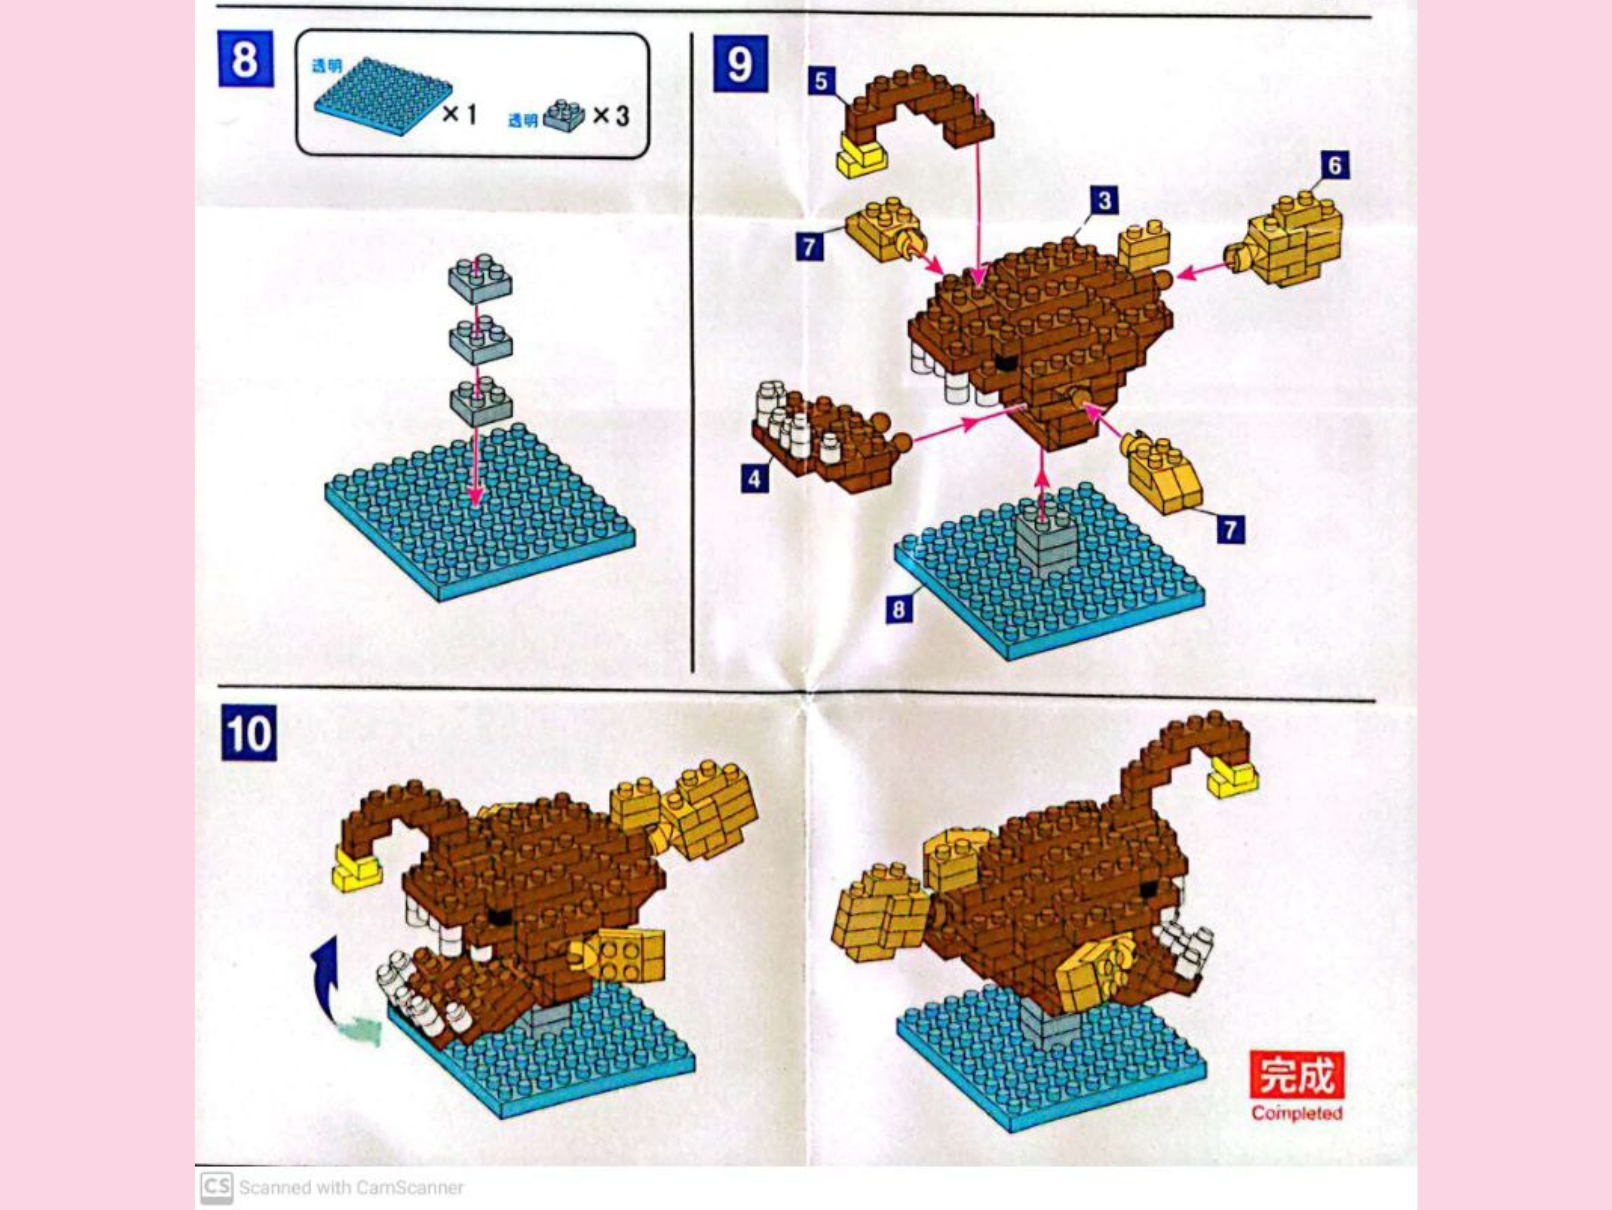 8
透明
×1
透明
×3
9
5
6
3
7
4
7
8
10
完成
Completed
CS Scanned with CamScanner